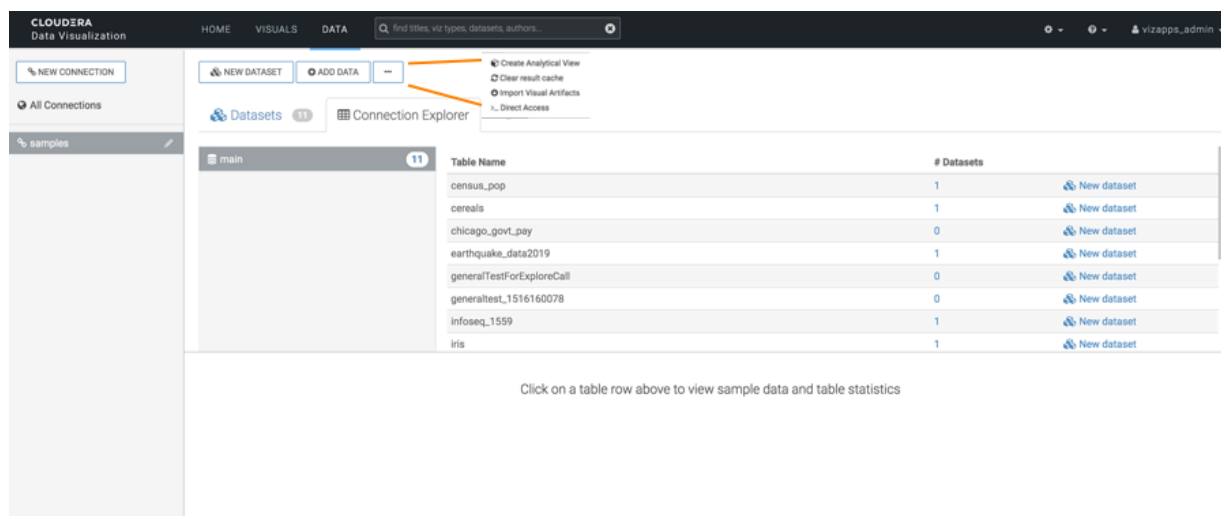 CLOUDERA
Data Visualization
HOME VISUALS DATA find titles, viz types, datasets, authors... vizapps_admin
NEW CONNECTION
All Connections
samples
NEW DATASET ADD DATA ...
Create Analytical View
Clear result cache
Import Visual Artifacts
Direct Access
Datasets 11 Connection Explorer
main 11
Table Name # Datasets
census_pop 1 New dataset
cereals 1 New dataset
chicago_govt_pay 0 New dataset
earthquake_data2019 1 New dataset
generalTestForExploreCall 0 New dataset
generaltest_1516160078 0 New dataset
infoseq_1559 1 New dataset
iris 1 New dataset
Click on a table row above to view sample data and table statistics